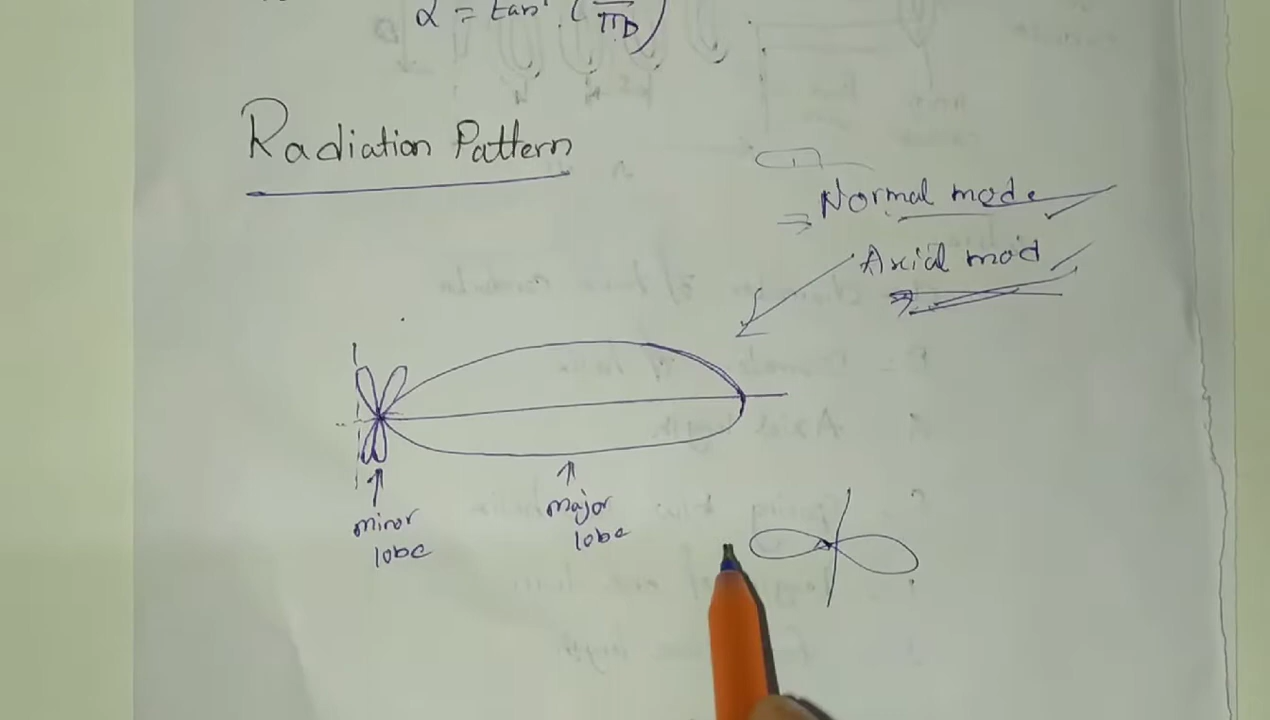 α = tan⁻¹ (—/πD)
Radiation Pattern
⇒ Normal mode
Axial mod
minor
lobe
major
lobe